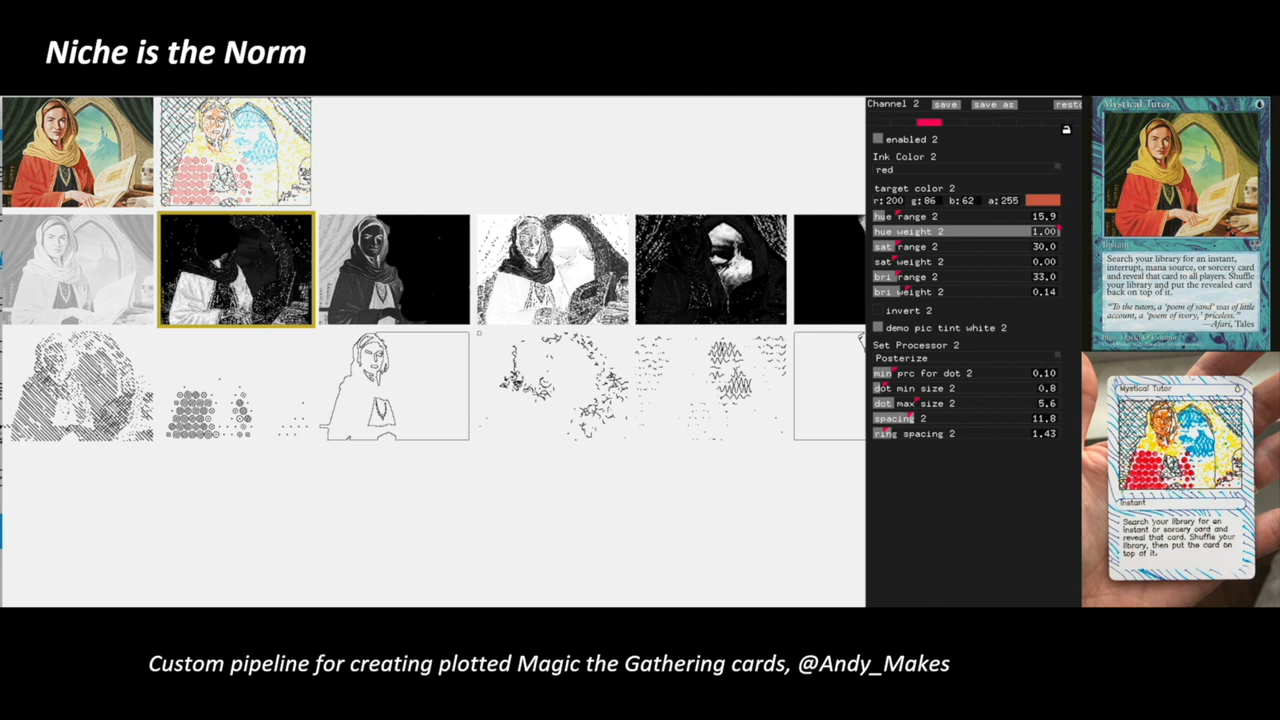 Niche is the Norm
Channel 2
save
save as
resto
enabled 2
Ink Color 2
red
target color 2
r:200 g:86 b:62 a:255
hue range 2 15.9
hue weight 2 1.00
sat range 2 30.0
sat weight 2 0.00
bri range 2 33.0
bri weight 2 0.14
invert 2
demo pic tint white 2
Set Processor 2
Posterize
min prc for dot 2 0.10
dot min size 2 0.8
dot max size 2 5.6
spacing 2 11.8
ring spacing 2 1.43
Mystical Tutor
Instant
Search your library for an instant,
interrupt, mana source, or sorcery card
and reveal that card to all players. Shuffle
your library and put the revealed card
back on top of it.
"To the tutors, a 'poem of sand' was of little
account, a 'poem of ivory,' priceless."
—Afari, Tales
Mystical Tutor
Instant
Search your library for an
instant or sorcery card and
reveal that card. Shuffle your
library, then put the card on
top of it.
Custom pipeline for creating plotted Magic the Gathering cards, @Andy_Makes